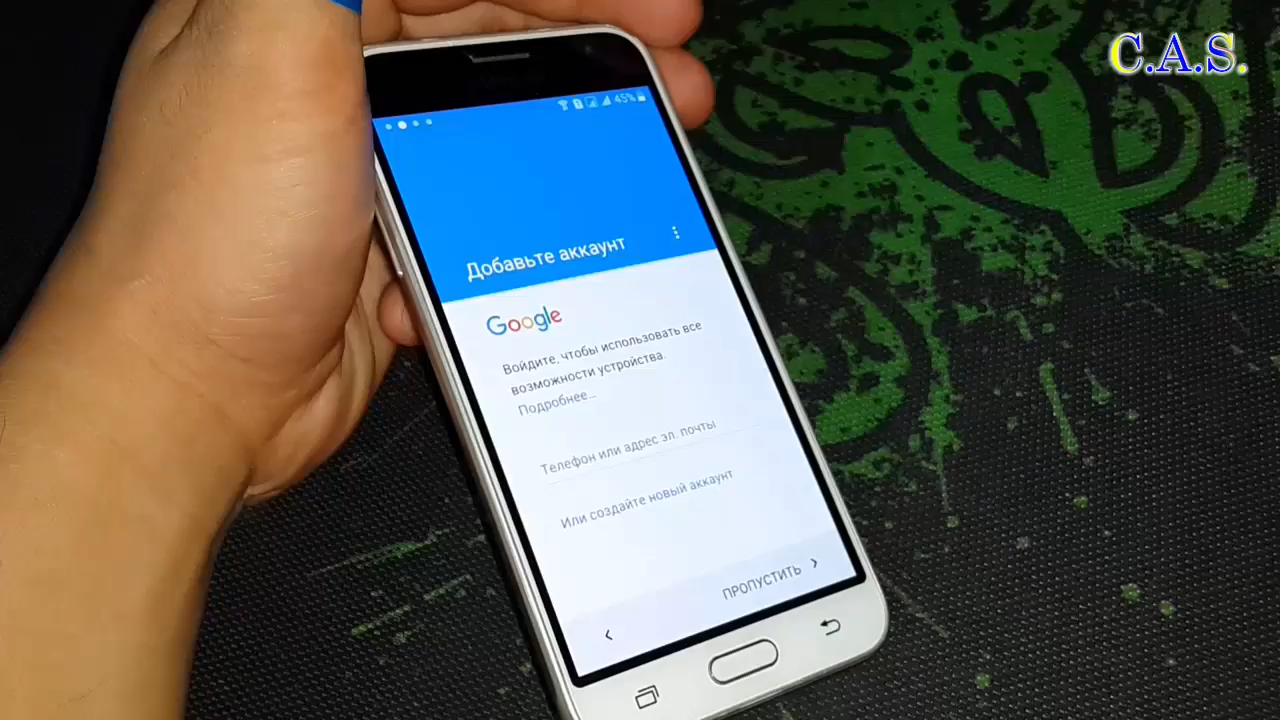 C.A.S.
45%
Добавьте аккаунт
Google
Войдите, чтобы использовать все
возможности устройства.
Подробнее...
Телефон или адрес эл. почты
Или создайте новый аккаунт
ПРОПУСТИТЬ